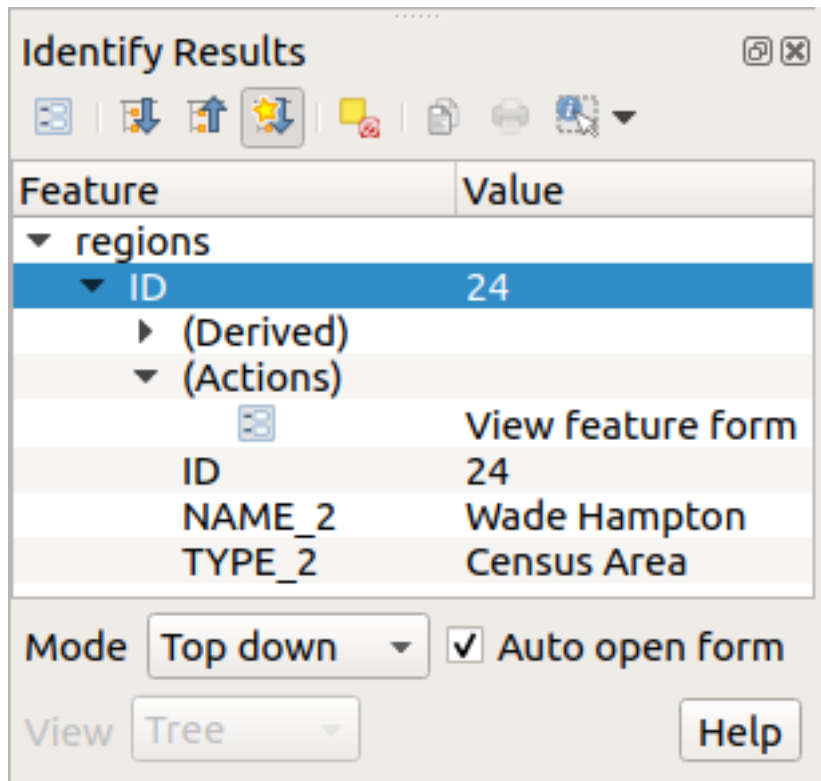 Identify Results
Feature Value
regions
ID 24
(Derived)
(Actions)
View feature form
ID 24
NAME_2 Wade Hampton
TYPE_2 Census Area
Mode Top down Auto open form
View Tree Help